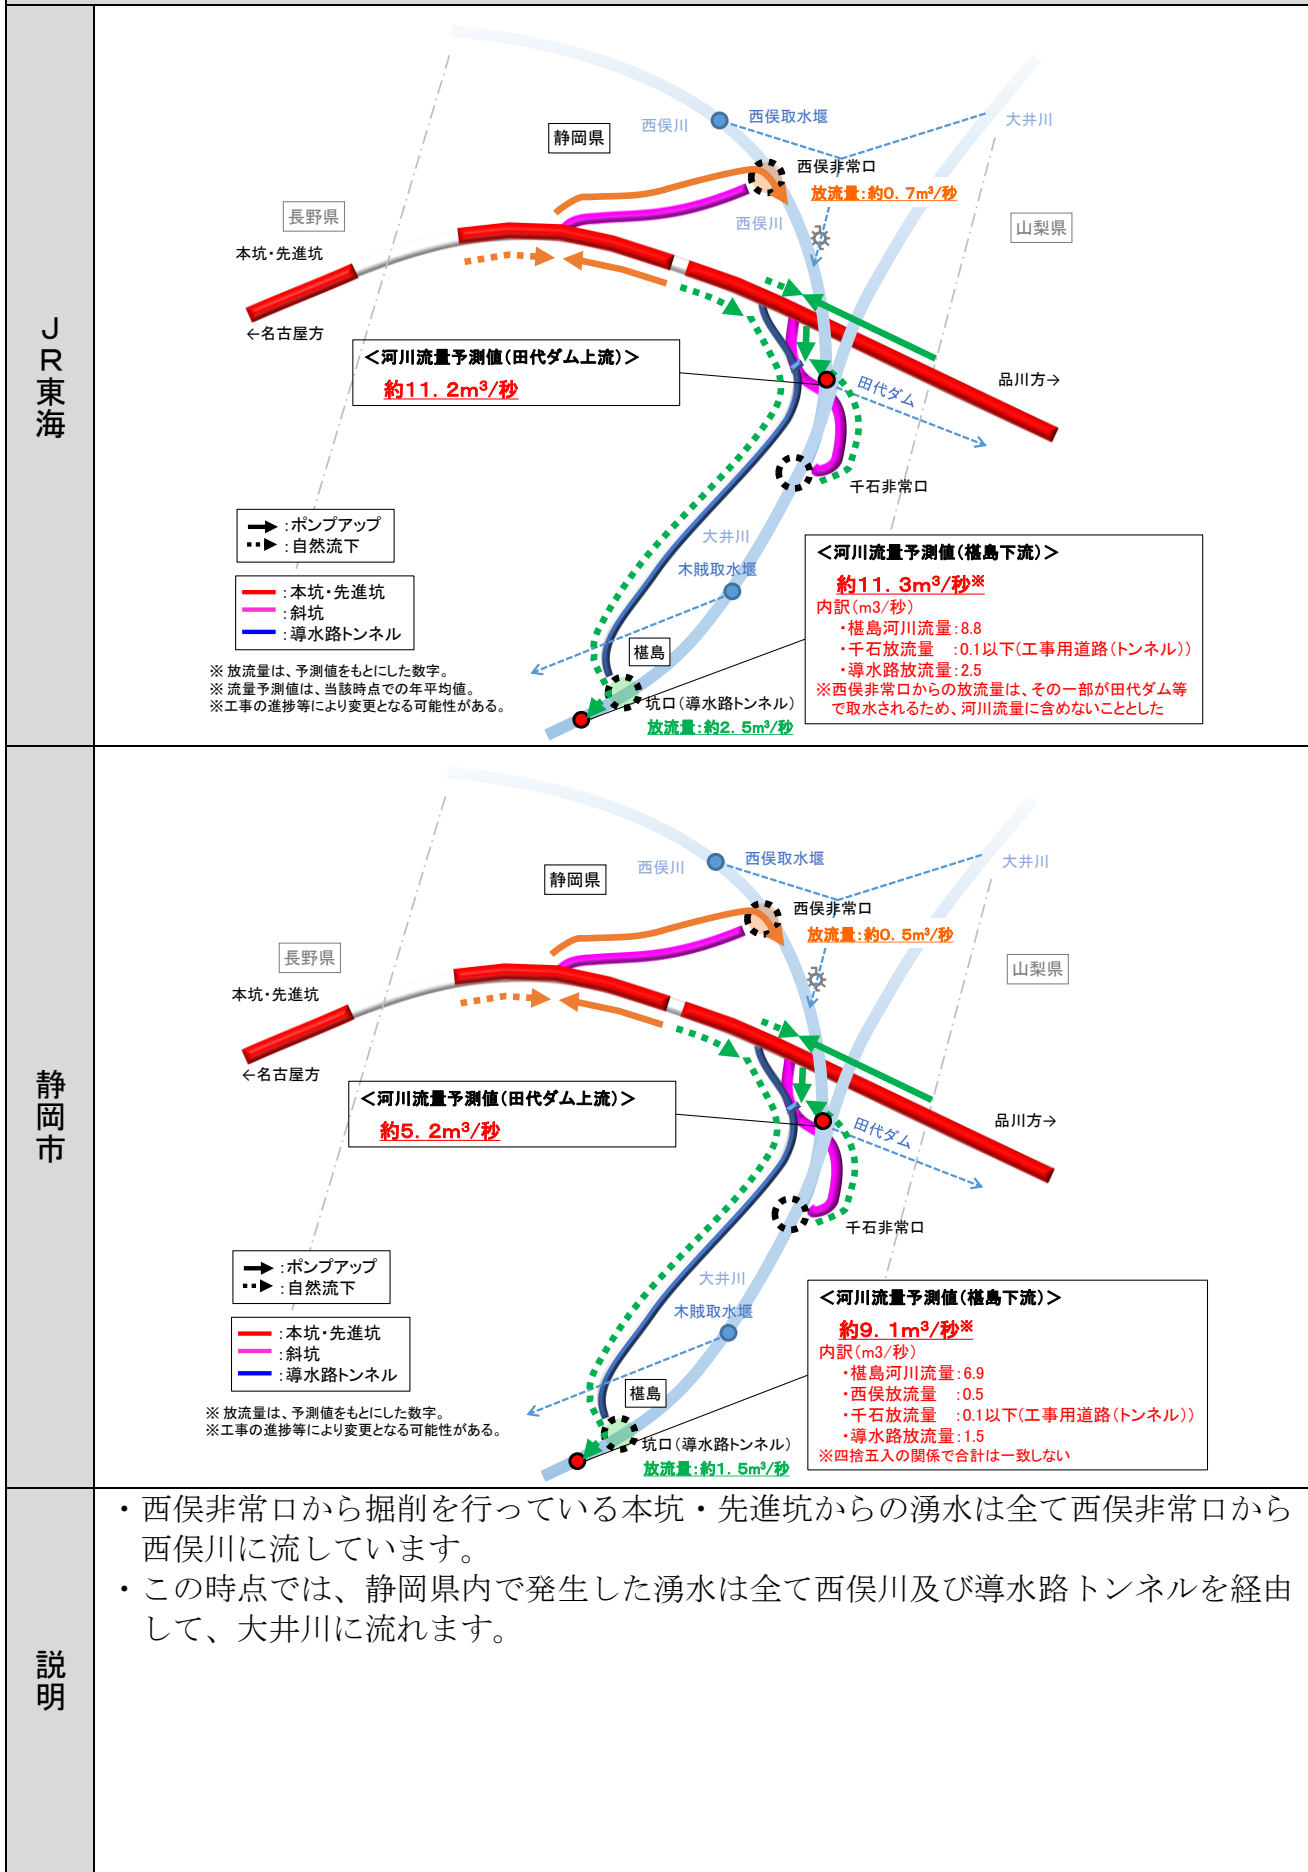 JR東海
西俣川
西俣取水堰
大井川
静岡県
西俣非常口
放流量:約0.7m³/秒
長野県
西俣川
山梨県
本坑・先進坑
←名古屋方
<河川流量予測値(田代ダム上流)>
約11.2m³/秒
品川方→
田代ダム
千石非常口
:ポンプアップ
:自然流下
大井川
木賊取水堰
:本坑・先進坑
:斜坑
:導水路トンネル
<河川流量予測値(椹島下流)>
約11.3m³/秒※
内訳(m3/秒)
・椹島河川流量:8.8
・千石放流量 :0.1以下(工事用道路(トンネル))
・導水路放流量:2.5
※西俣非常口からの放流量は、その一部が田代ダム等
で取水されるため、河川流量に含めないこととした
椹島
※ 放流量は、予測値をもとにした数字。
※ 流量予測値は、当該時点での年平均値。
※工事の進捗等により変更となる可能性がある。
坑口(導水路トンネル)
放流量:約2.5m³/秒
静岡市
西俣川
西俣取水堰
大井川
静岡県
西俣非常口
放流量:約0.5m³/秒
長野県
山梨県
本坑・先進坑
←名古屋方
<河川流量予測値(田代ダム上流)>
約5.2m³/秒
品川方→
田代ダム
千石非常口
:ポンプアップ
:自然流下
大井川
木賊取水堰
:本坑・先進坑
:斜坑
:導水路トンネル
<河川流量予測値(椹島下流)>
約9.1m³/秒※
内訳(m3/秒)
・椹島河川流量:6.9
・西俣放流量 :0.5
・千石放流量 :0.1以下(工事用道路(トンネル))
・導水路放流量:1.5
※四捨五入の関係で合計は一致しない
椹島
※ 放流量は、予測値をもとにした数字。
※工事の進捗等により変更となる可能性がある。
坑口(導水路トンネル)
放流量:約1.5m³/秒
説明
・西俣非常口から掘削を行っている本坑・先進坑からの湧水は全て西俣非常口から
西俣川に流しています。
・この時点では、静岡県内で発生した湧水は全て西俣川及び導水路トンネルを経由
して、大井川に流れます。